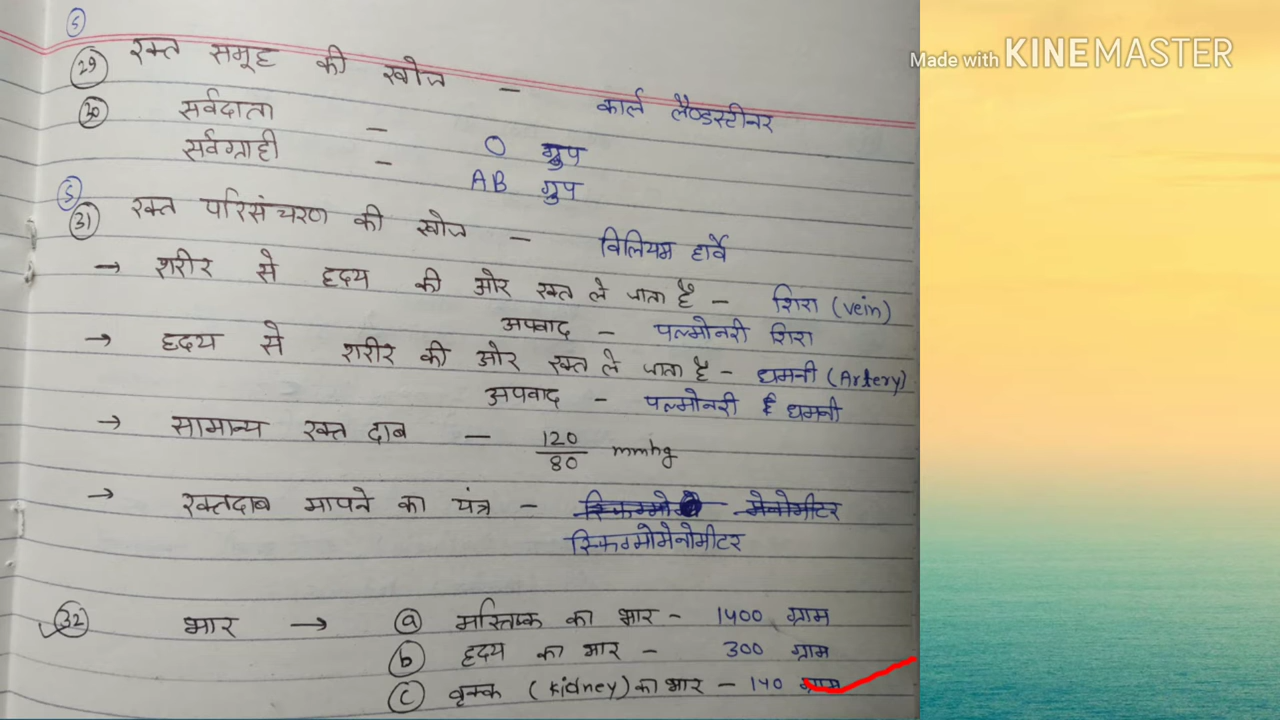 5
29 रक्त समूह की खोज – कार्ल लैण्डस्टीनर
30 सर्वदाता – O ग्रुप
सर्वग्राही – AB ग्रुप
5
31 रक्त परिसंचरण की खोज – विलियम हार्वे
→ शरीर से हृदय की ओर रक्त ले जाता है – शिरा (vein)
अपवाद – पल्मोनरी शिरा
→ हृदय से शरीर की ओर रक्त ले जाता है – धमनी (Artery)
अपवाद – पल्मोनरी धमनी
→ सामान्य रक्त दाब – 120/80 mmhg
→ रक्तदाब मापने का यंत्र – स्फिग्मो मेनोमीटर
स्फिग्मोमेनोमीटर
32 भार → a मस्तिष्क का भार – 1400 ग्राम
b हृदय का भार – 300 ग्राम
c वृक्क (kidney) का भार – 140 ग्राम
Made with KINEMASTER